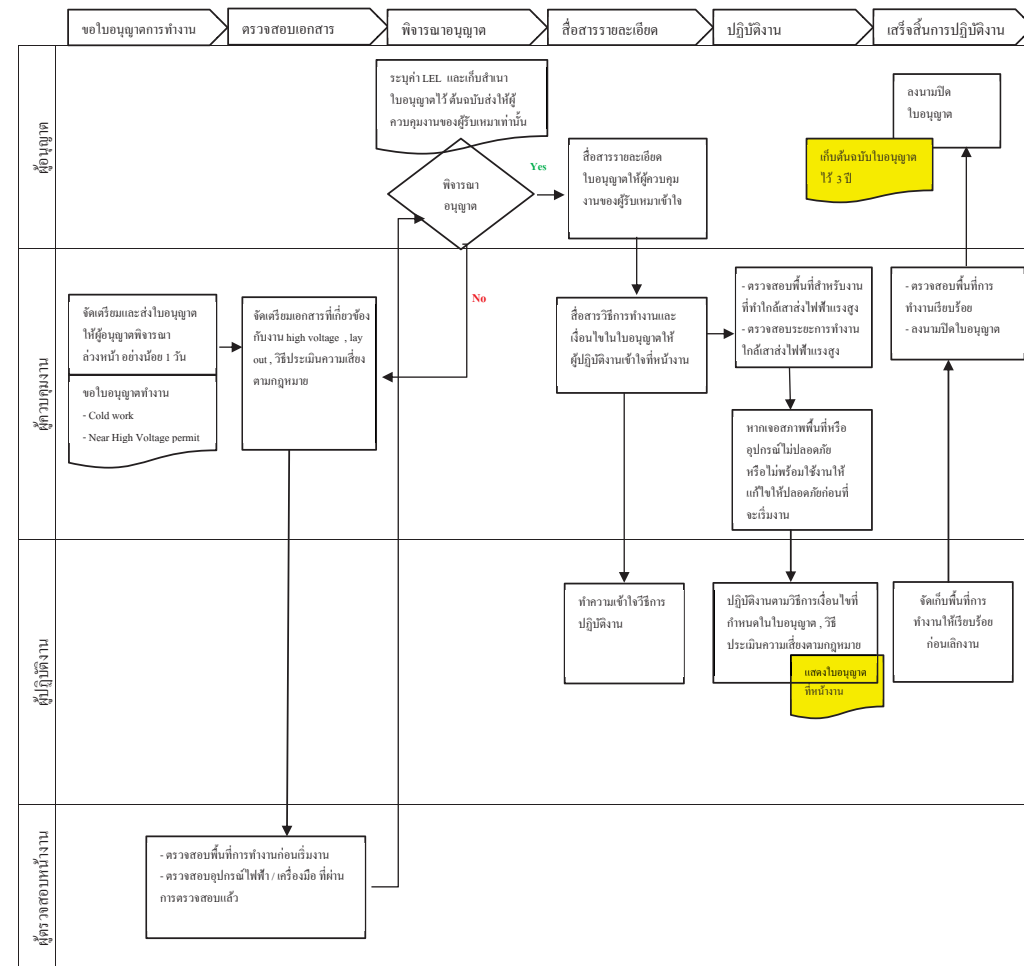 ขอใบอนุญาตการทำงาน
ตรวจสอบเอกสาร
พิจารณาอนุญาต
สื่อสารรายละเอียด
ปฏิบัติงาน
เสร็จสิ้นการปฏิบัติงาน
ผู้อนุญาต
ระบุค่า LEL และเก็บสำเนา
ใบอนุญาตไว้ ต้นฉบับส่งให้ผู้
ควบคุมงานของผู้รับเหมาเท่านั้น
พิจารณา
อนุญาต
Yes
No
สื่อสารรายละเอียด
ใบอนุญาตให้ผู้ควบคุม
งานของผู้รับเหมาเข้าใจ
ลงนามปิด
ใบอนุญาต
เก็บต้นฉบับใบอนุญาต
ไว้ 3 ปี
ผู้ควบคุมงาน
จัดเตรียมและส่งใบอนุญาต
ให้ผู้อนุญาตพิจารณา
ล่วงหน้า อย่างน้อย 1 วัน
ขอใบอนุญาตทำงาน
- Cold work
- Near High Voltage permit
จัดเตรียมเอกสารที่เกี่ยวข้อง
กับงาน high voltage , lay
out , วิธีประเมินความเสี่ยง
ตามกฎหมาย
สื่อสารวิธีการทำงานและ
เงื่อนไขในใบอนุญาตให้
ผู้ปฏิบัติงานเข้าใจที่หน้างาน
- ตรวจสอบพื้นที่สำหรับงาน
ที่ทำใกล้เสาส่งไฟฟ้าแรงสูง
- ตรวจสอบระยะการทำงาน
ใกล้เสาส่งไฟฟ้าแรงสูง
หากเจอสภาพพื้นที่หรือ
อุปกรณ์ไม่ปลอดภัย
หรือไม่พร้อมใช้งานให้
แก้ไขให้ปลอดภัยก่อนที่
จะเริ่มงาน
- ตรวจสอบพื้นที่การ
ทำงานเรียบร้อย
- ลงนามปิดใบอนุญาต
ผู้ปฏิบัติงาน
ทำความเข้าใจวิธีการ
ปฏิบัติงาน
ปฏิบัติงานตามวิธีการเงื่อนไขที่
กำหนดในใบอนุญาต , วิธี
ประเมินความเสี่ยงตามกฎหมาย
แสดงใบอนุญาต
ที่หน้างาน
จัดเก็บพื้นที่การ
ทำงานให้เรียบร้อย
ก่อนเลิกงาน
ผู้ตรวจสอบหน้างาน
- ตรวจสอบพื้นที่การทำงานก่อนเริ่มงาน
- ตรวจสอบอุปกรณ์ไฟฟ้า / เครื่องมือ ที่ผ่าน
การตรวจสอบแล้ว